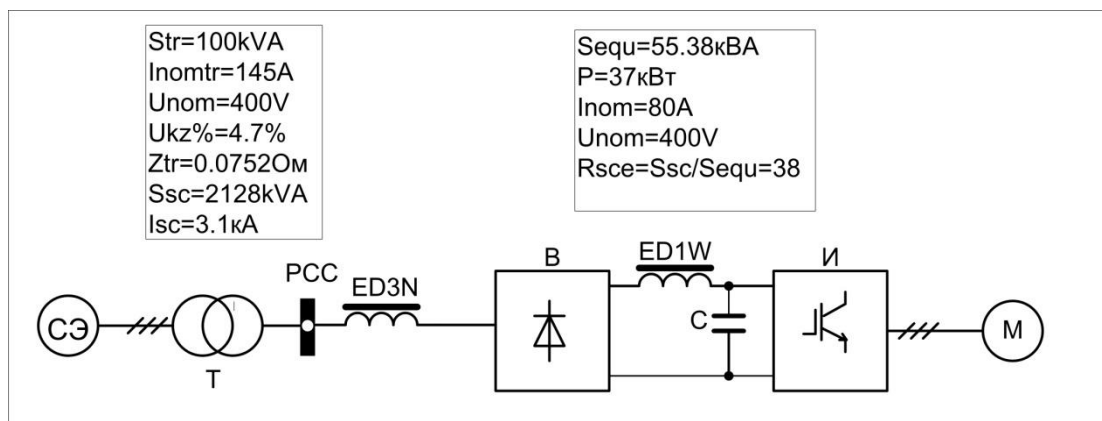 Str=100kVA
Inomtr=145A
Unom=400V
Ukz%=4.7%
Ztr=0.0752Ом
Ssc=2128kVA
Isc=3.1кА
Sequ=55.38кВА
P=37кВт
Inom=80A
Unom=400V
Rsce=Ssc/Sequ=38
PCC
ED3N
В
ED1W
И
СЭ
Т
C
М